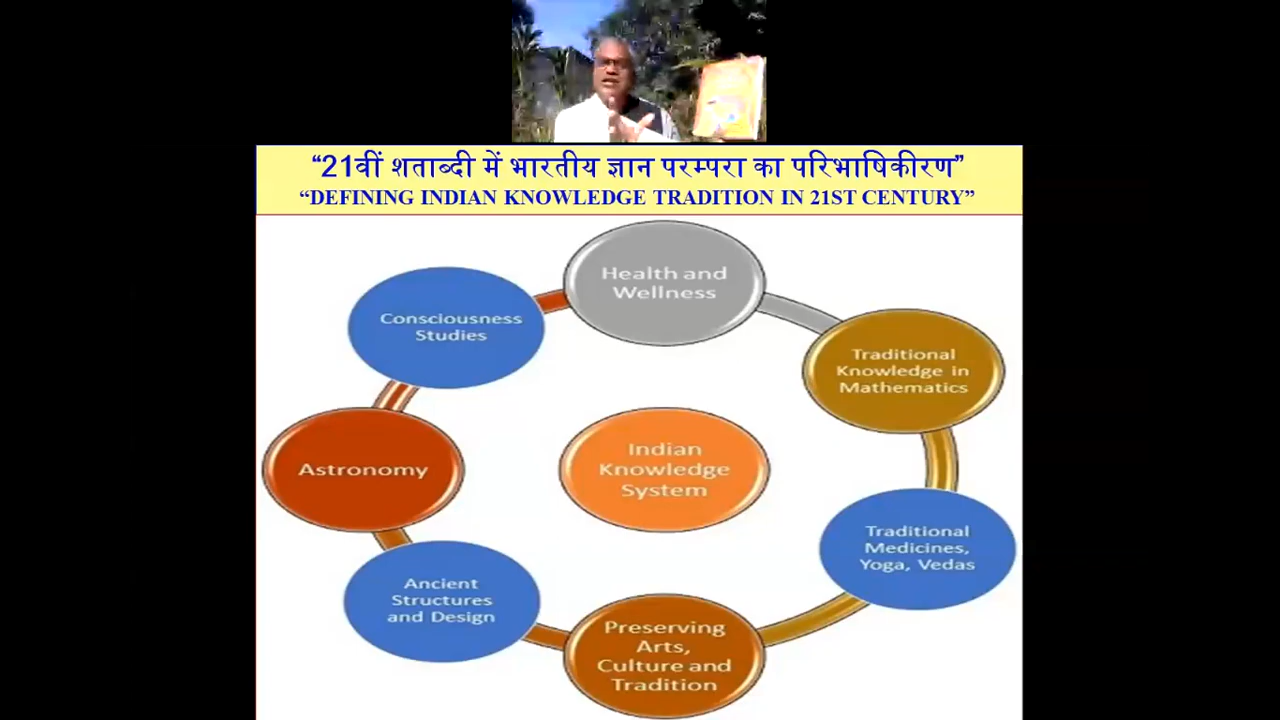 “21वीं शताब्दी में भारतीय ज्ञान परम्परा का परिभाषिकीरण”
“DEFINING INDIAN KNOWLEDGE TRADITION IN 21ST CENTURY”
Health and
Wellness
Consciousness
Studies
Traditional
Knowledge in
Mathematics
Astronomy
Indian
Knowledge
System
Traditional
Medicines,
Yoga, Vedas
Ancient
Structures
and Design
Preserving
Arts,
Culture and
Tradition